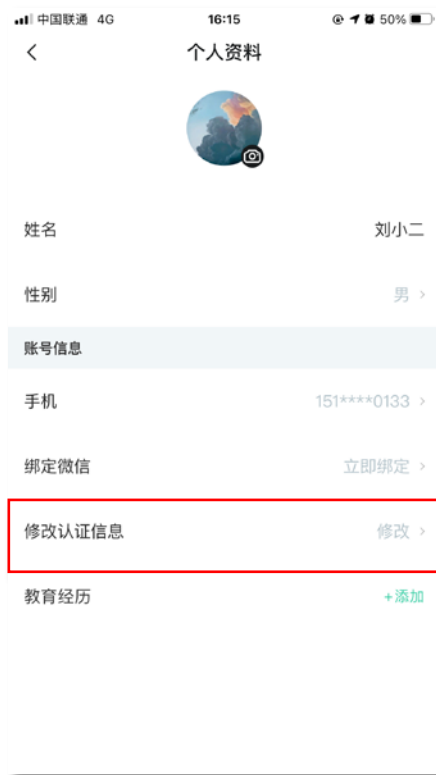 中国联通 4G 16:15 50%
个人资料
姓名 刘小二
性别 男
账号信息
手机 151****0133
绑定微信 立即绑定
修改认证信息 修改
教育经历 +添加